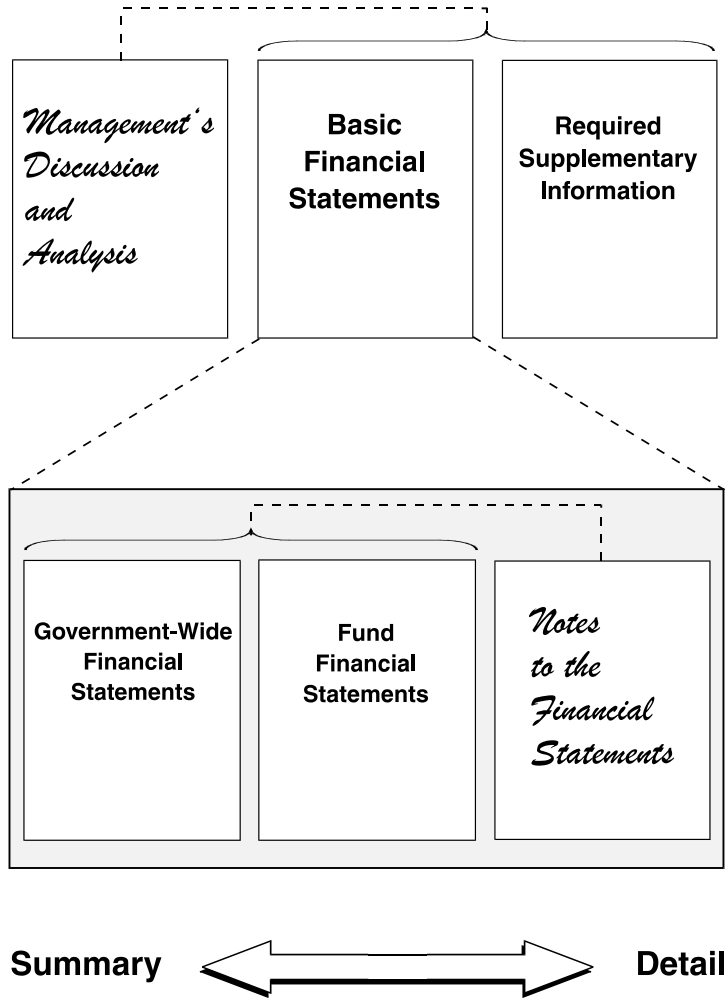 Management's
Discussion
and
Analysis
Basic
Financial
Statements
Required
Supplementary
Information
Government-Wide
Financial
Statements
Fund
Financial
Statements
Notes
to the
Financial
Statements
Summary
Detail